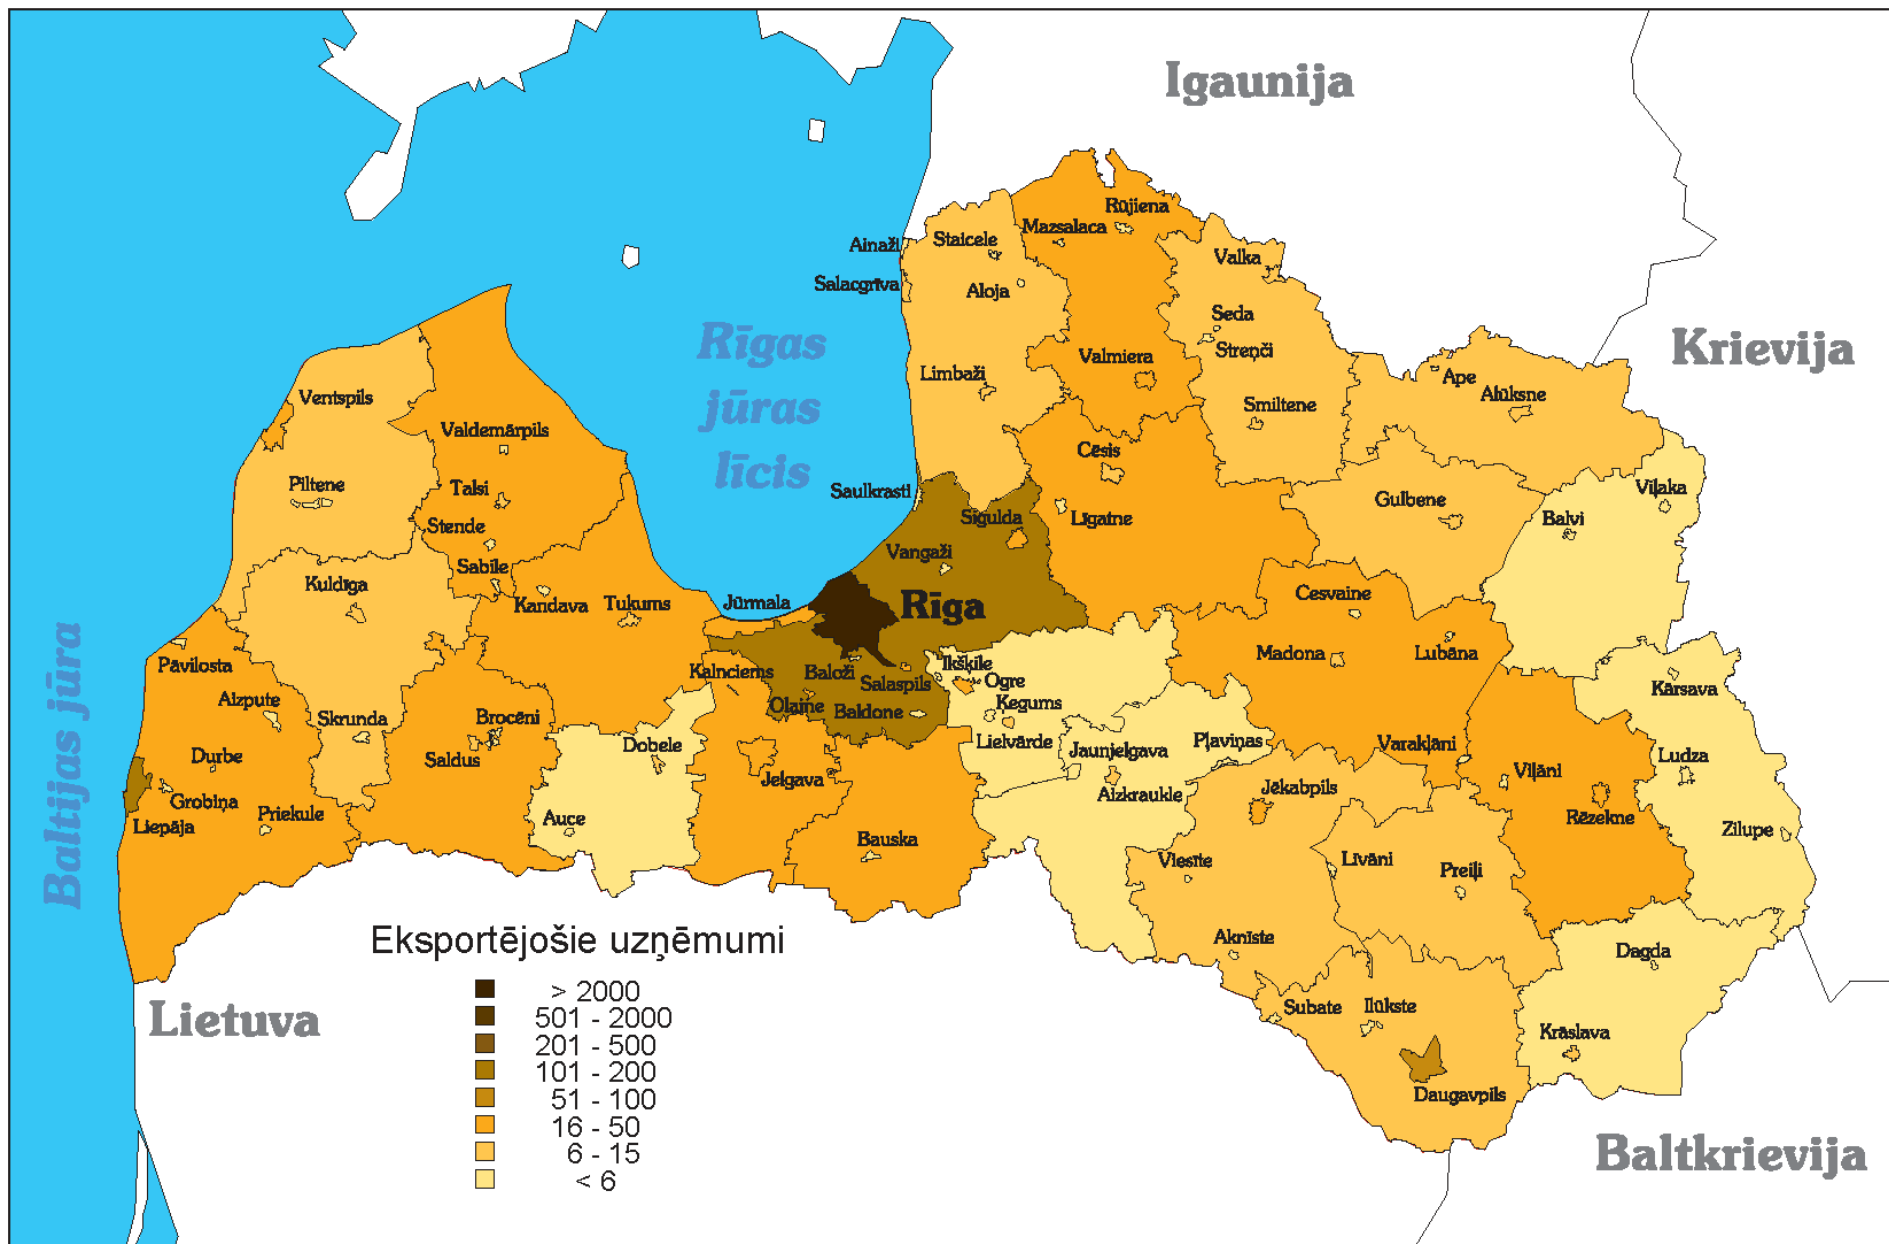 Igaunija
Krievija
Rīgas
jūras
līcis
Baltijas jūra
Lietuva
Baltkrievija
Rūjiena
Mazsalaca
Staicele
Ainaži
Salacgrīva
Aloja
Valka
Seda
Strenči
Valmiera
Limbaži
Smiltene
Ape
Alūksne
Ventspils
Piltene
Valdemārpils
Talsi
Stende
Sabile
Kandava
Tukums
Kuldīga
Cēsis
Līgatne
Saulkrasti
Sigulda
Vangaži
Rīga
Jūrmala
Gulbene
Balvi
Viļaka
Cesvaine
Madona
Lubāna
Kārsava
Pāvilosta
Aizpute
Skrunda
Durbe
Grobiņa
Liepāja
Priekule
Brocēni
Saldus
Kalnciems
Baloži
Salaspils
Olaine
Baldone
Ikšķile
Ogre
Ķegums
Lielvārde
Jaunjelgava
Pļaviņas
Aizkraukle
Varakļāni
Viļāni
Rēzekne
Ludza
Zilupe
Dobele
Auce
Jelgava
Bauska
Jēkabpils
Viesīte
Līvāni
Preiļi
Aknīste
Subate
Ilūkste
Daugavpils
Dagda
Krāslava
Eksportējošie uzņēmumi
> 2000
501 - 2000
201 - 500
101 - 200
51 - 100
16 - 50
6 - 15
< 6